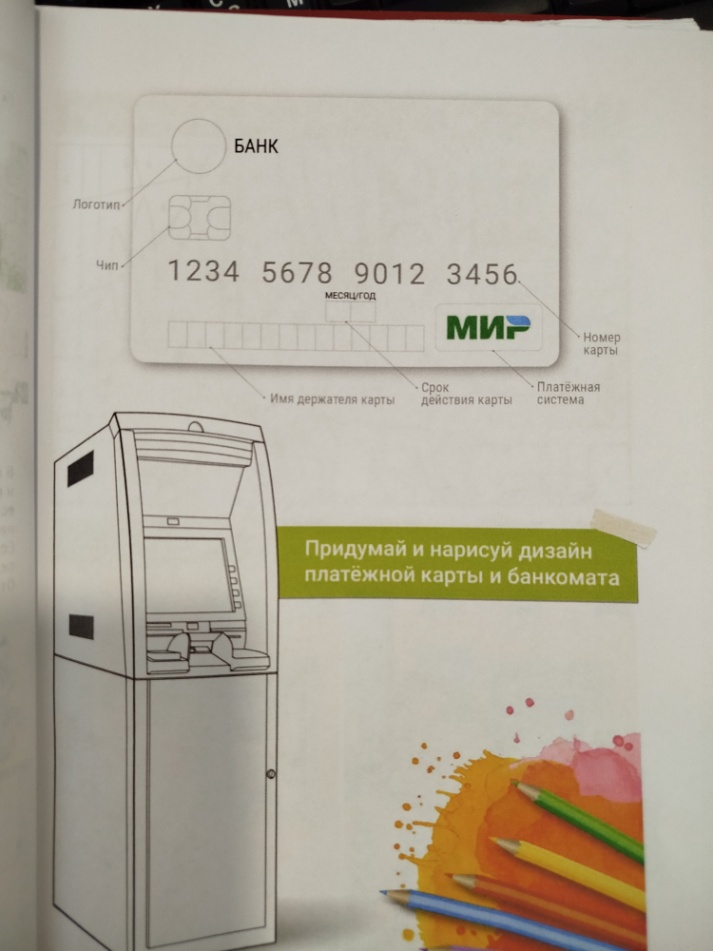 БАНК
Логотип
Чип
1234 5678 9012 3456
МЕСЯЦ/ГОД
МИР
Номер
карты
Имя держателя карты
Срок
действия карты
Платёжная
система
Придумай и нарисуй дизайн
платёжной карты и банкомата